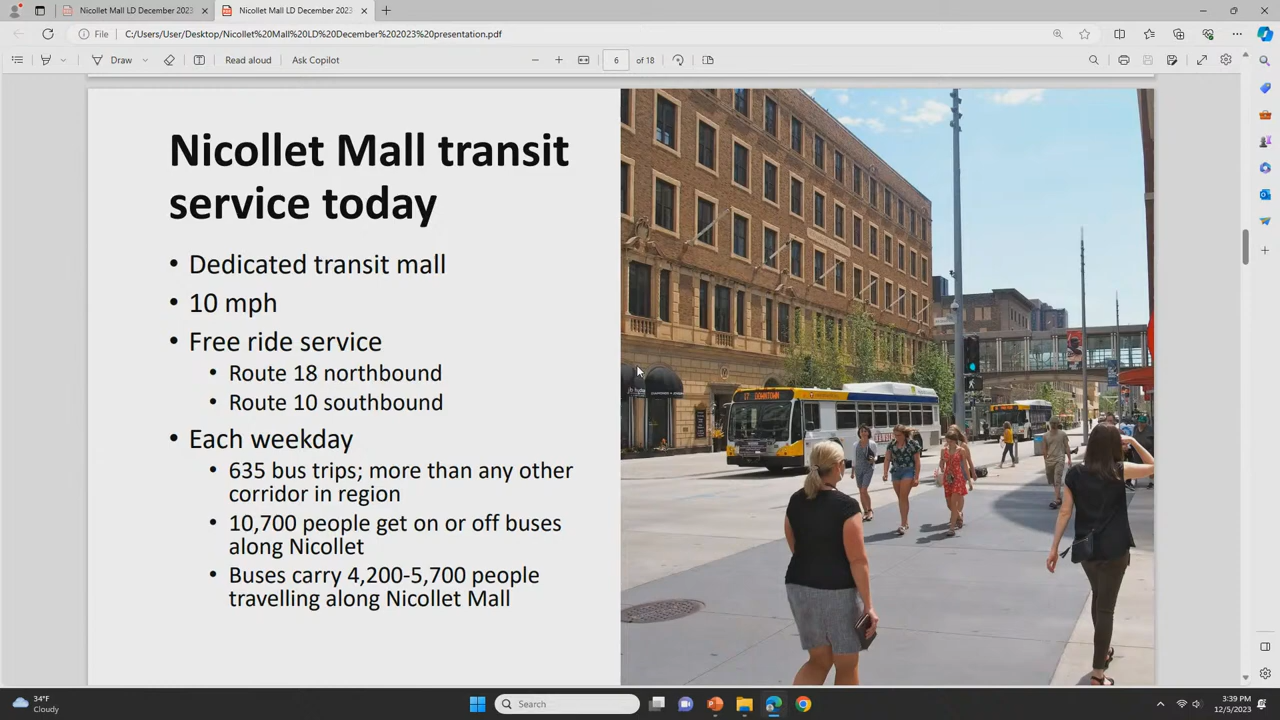 Nicollet Mall LD December 2023
Nicollet Mall LD December 2023
File
C:/Users/User/Desktop/Nicollet%20Mall%20LD%20December%202023%20presentation.pdf
Draw
Read aloud
Ask Copilot
6
of 18
Nicollet Mall transit
service today
• Dedicated transit mall
• 10 mph
• Free ride service
• Route 18 northbound
• Route 10 southbound
• Each weekday
• 635 bus trips; more than any other
corridor in region
• 10,700 people get on or off buses
along Nicollet
• Buses carry 4,200-5,700 people
travelling along Nicollet Mall
17 DOWNTOWN
34°F
Cloudy
Search
3:39 PM
12/5/2023